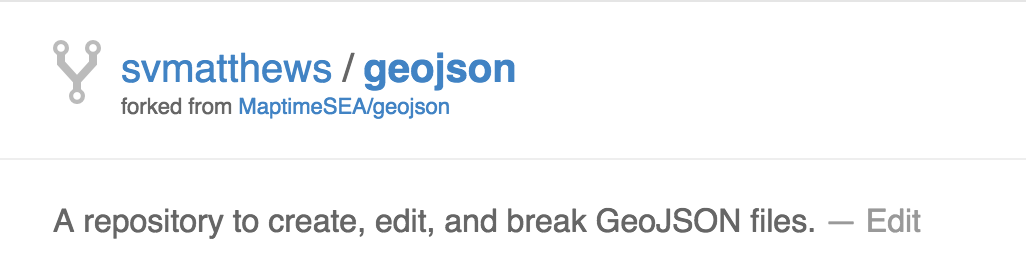 svmatthews / geojson
forked from MaptimeSEA/geojson
A repository to create, edit, and break GeoJSON files. — Edit